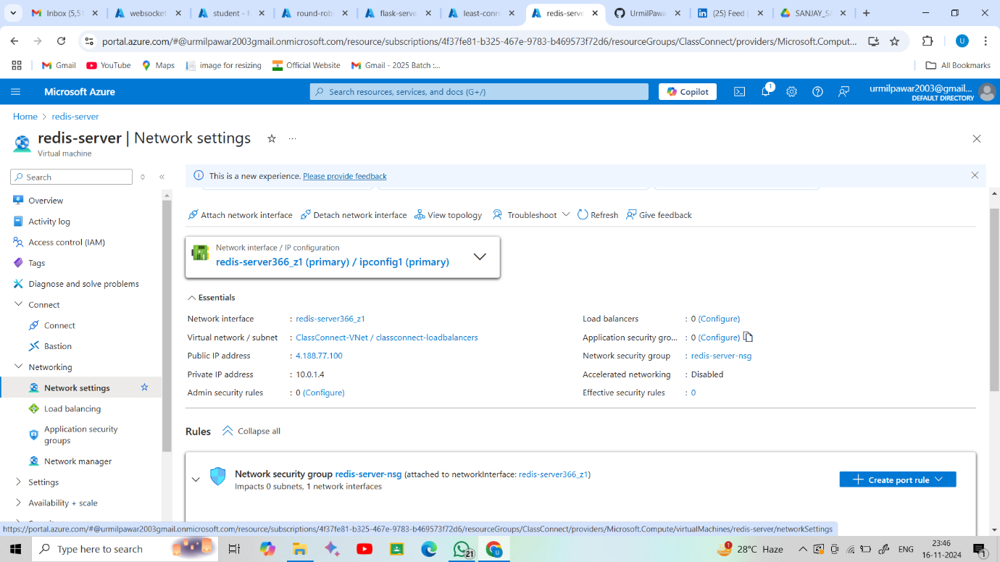 Inbox (5,51
websocket
student - M
round-rob
flask-serve
least-conn
redis-serve
UrmilPawa
(25) Feed
SANJAY_SA
portal.azure.com/#@urmilpawar2003gmail.onmicrosoft.com/resource/subscriptions/4f37fe81-b325-467e-9783-b469573f72d6/resourceGroups/ClassConnect/providers/Microsoft.Comput...
U
Gmail
YouTube
Maps
image for resizing
Official Website
Gmail - 2025 Batch :...
All Bookmarks
Microsoft Azure
Search resources, services, and docs (G+/)
Copilot
1
urmilpawar2003@gmail...
DEFAULT DIRECTORY
Home > redis-server
redis-server | Network settings
Virtual machine
Search
This is a new experience. Please provide feedback
Overview
Activity log
Access control (IAM)
Tags
Diagnose and solve problems
Connect
Connect
Bastion
Networking
Network settings
Load balancing
Application security
groups
Network manager
Settings
Availability + scale
Attach network interface
Detach network interface
View topology
Troubleshoot
Refresh
Give feedback
Network interface / IP configuration
redis-server366_z1 (primary) / ipconfig1 (primary)
Essentials
Network interface : redis-server366_z1
Virtual network / subnet : ClassConnect-VNet / classconnect-loadbalancers
Public IP address : 4.188.77.100
Private IP address : 10.0.1.4
Admin security rules : 0 (Configure)
Load balancers : 0 (Configure)
Application security gro... : 0 (Configure)
Network security group : redis-server-nsg
Accelerated networking : Disabled
Effective security rules : 0
Rules
Collapse all
Network security group redis-server-nsg (attached to networkInterface: redis-server366_z1)
Impacts 0 subnets, 1 network interfaces
Create port rule
https://portal.azure.com/#@urmilpawar2003gmail.onmicrosoft.com/resource/subscriptions/4f37fe81-b325-467e-9783-b469573f72d6/resourceGroups/ClassConnect/providers/Microsoft.Compute/virtualMachines/redis-server/networkSettings
Type here to search
21
1
28°C Haze
ENG
23:46
16-11-2024
1